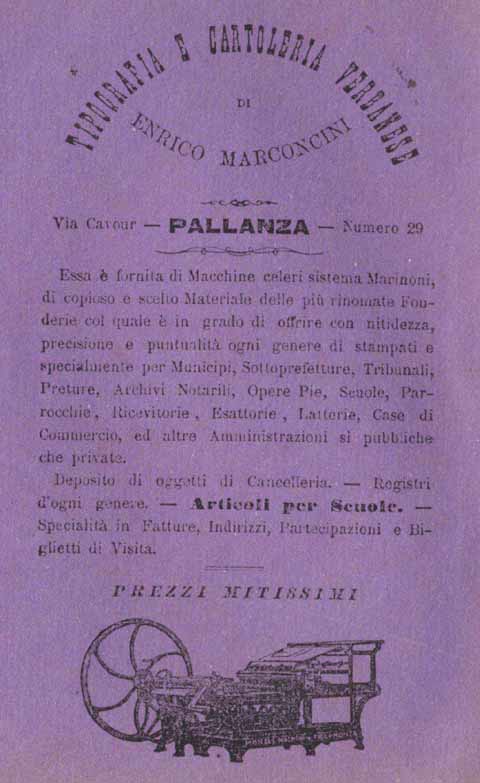 TIPOGRAFIA E CARTOLERIA VERBANESE
DI
ENRICO MARCONCINI
Via Cavour — PALLANZA — Numero 29
Essa è fornita di Macchine celeri sistema Marinoni,
di copioso e scelto Materiale delle più rinomate Fon-
derie col quale è in grado di offrire con nitidezza,
precisione e puntualità ogni genere di stampati e
specialmente per Municipi, Sottoprefetture, Tribunali,
Preture, Archivi Notarili, Opere Pie, Scuole, Par-
rocchie, Ricevitorie, Esattorie, Latterie, Case di
Commercio, ed altre Amministrazioni si pubbliche
che private.
Deposito di oggetti di Cancelleria. — Registri
d'ogni genere. — Articoli per Scuole. —
Specialità in Fatture, Indirizzi, Partecipazioni e Bi-
glietti di Visita.
PREZZI MITISSIMI